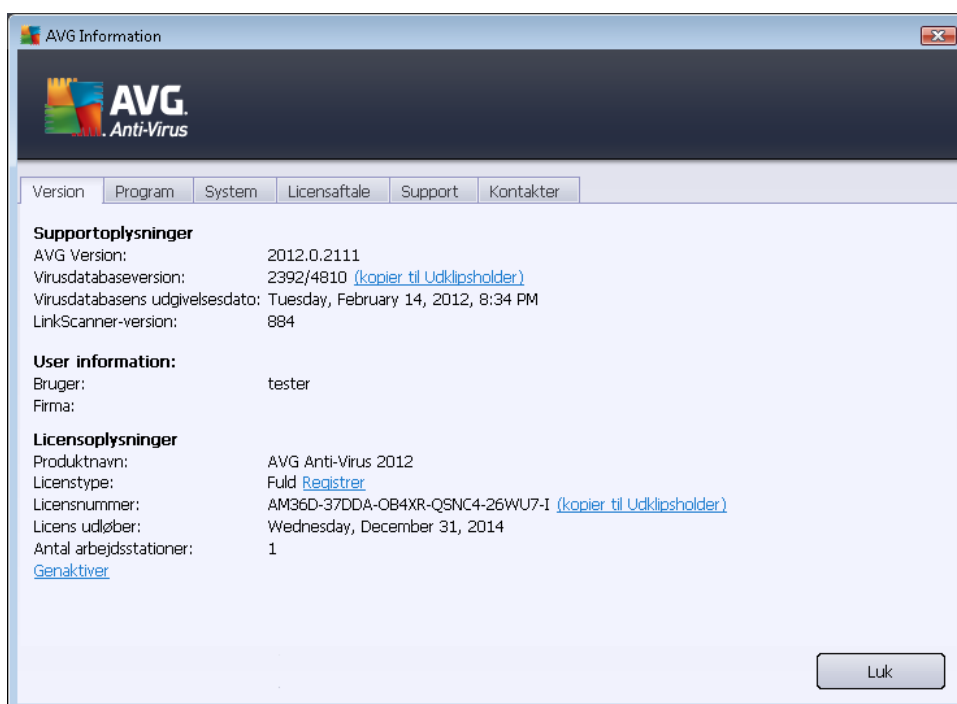 AVG Information
AVG.
Anti-Virus
Version Program System Licensaftale Support Kontakter
Supportoplysninger
AVG Version: 2012.0.2111
Virusdatabaseversion: 2392/4810 (kopier til Udklipsholder)
Virusdatabasens udgivelsesdato: Tuesday, February 14, 2012, 8:34 PM
LinkScanner-version: 884
User information:
Bruger: tester
Firma:
Licensoplysninger
Produktnavn: AVG Anti-Virus 2012
Licenstype: Fuld Registrer
Licensnummer: AM36D-37DDA-OB4XR-QSNC4-26WU7-I (kopier til Udklipsholder)
Licens udløber: Wednesday, December 31, 2014
Antal arbejdsstationer: 1
Genaktiver
Luk